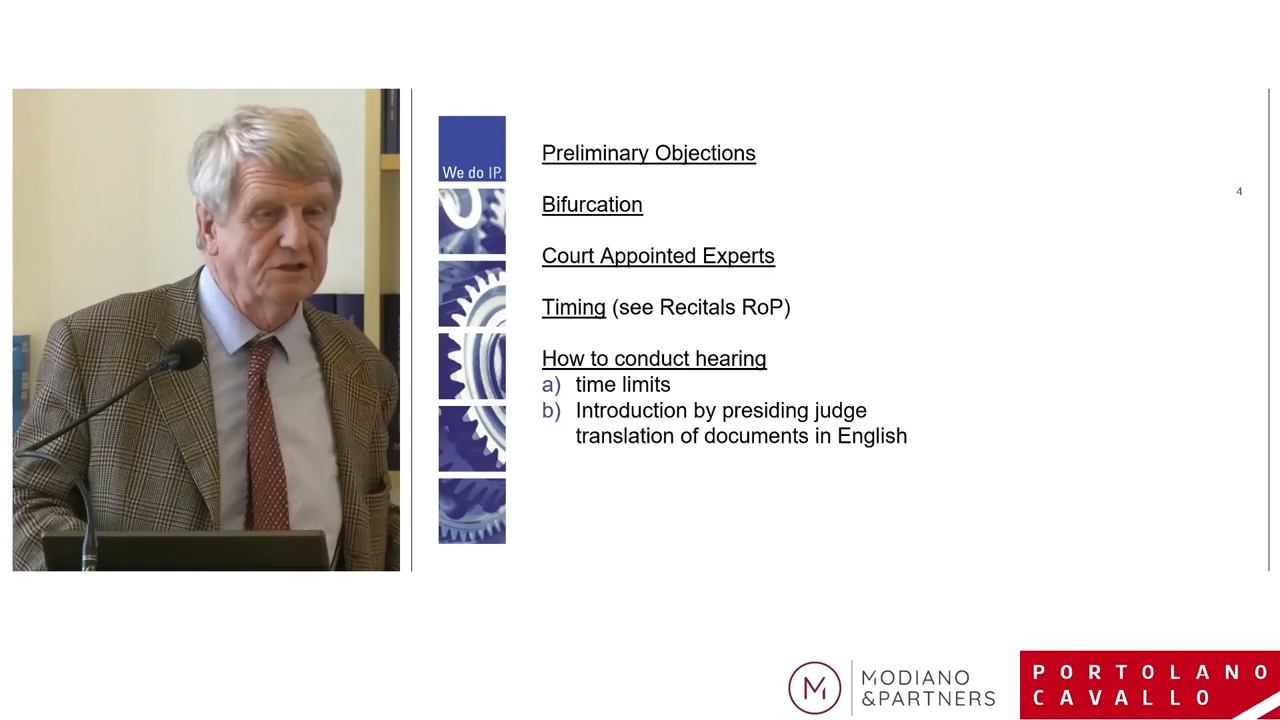 We do IP.
Preliminary Objections
Bifurcation
Court Appointed Experts
Timing (see Recitals RoP)
How to conduct hearing
a) time limits
b) Introduction by presiding judge
translation of documents in English
4
M
MODIANO
&PARTNERS
PORTOLANO
CAVALLO